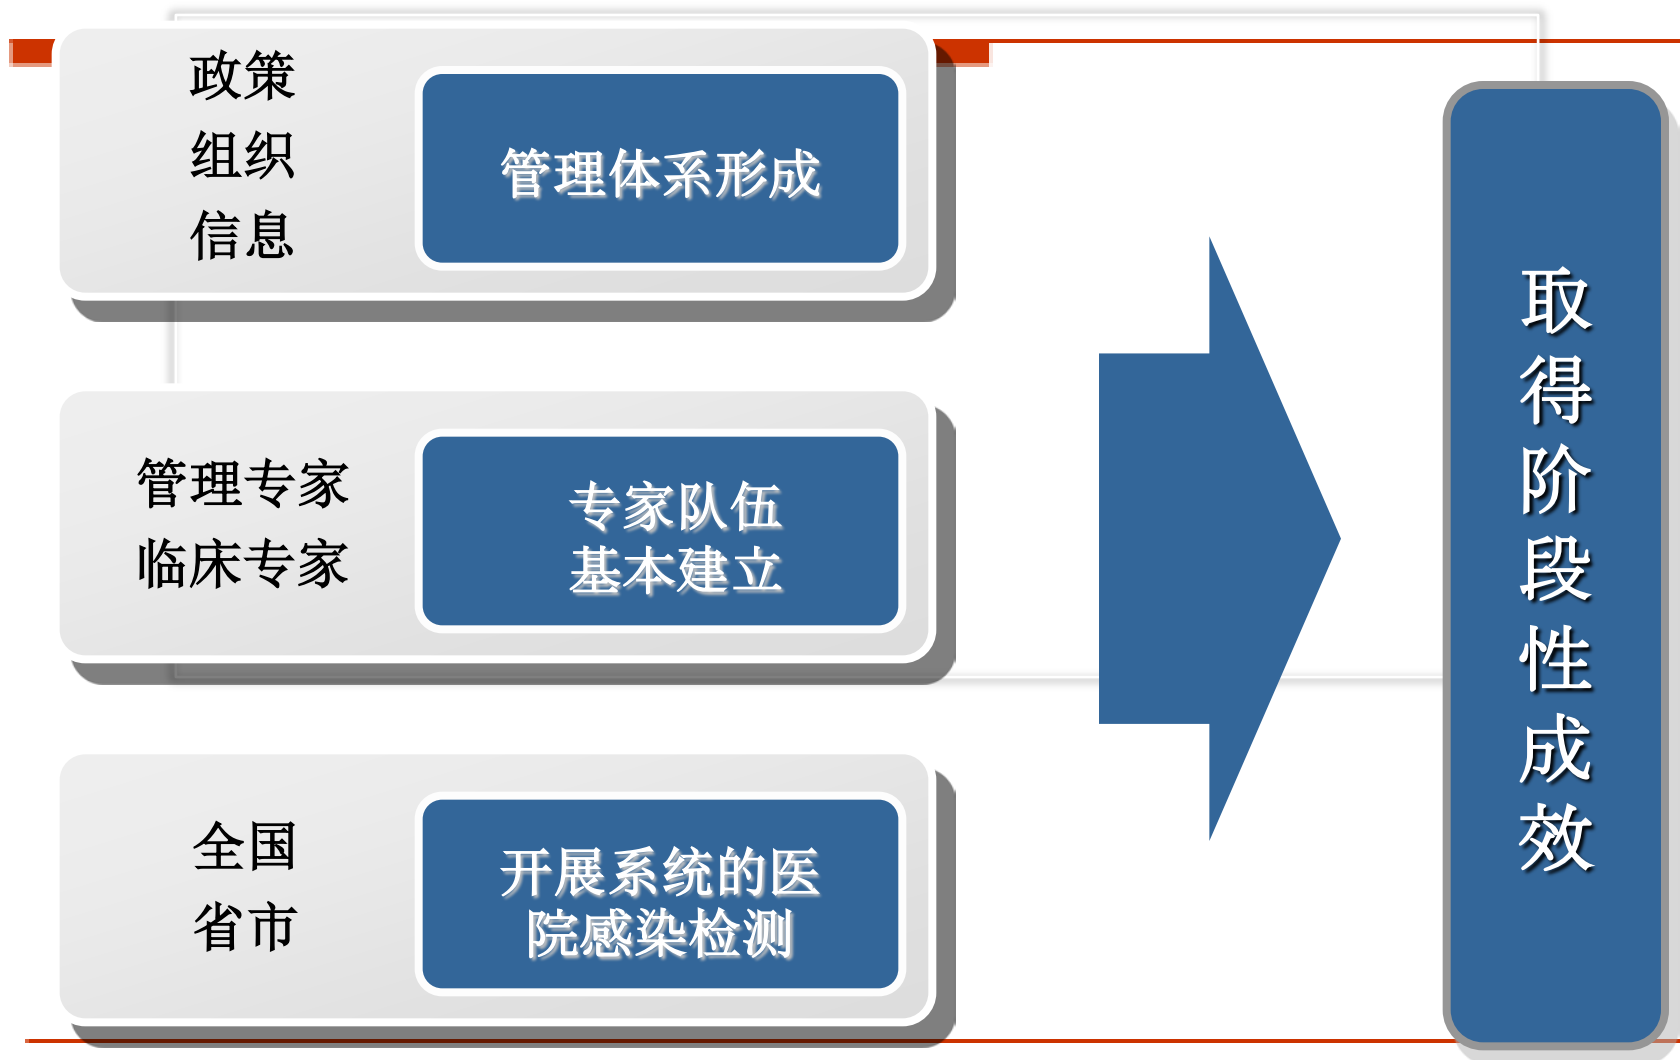 政策
组织
信息
管理体系形成
管理专家
临床专家
专家队伍
基本建立
全国
省市
开展系统的医
院感染检测
取得阶段性成效